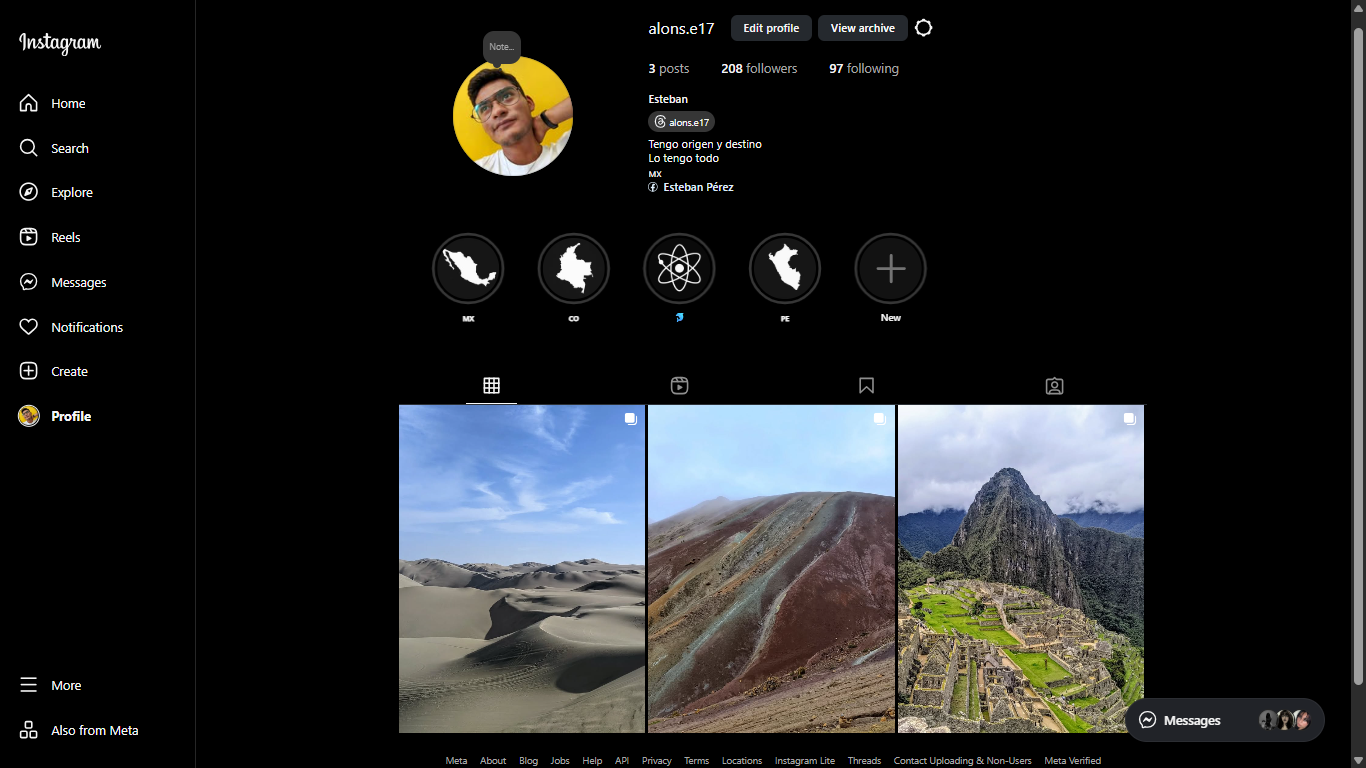 Instagram
Home
Search
Explore
Reels
Messages
Notifications
Create
Profile
More
Also from Meta
Note...
alons.e17
Edit profile
View archive
3 posts
208 followers
97 following
Esteban
alons.e17
Tengo origen y destino
Lo tengo todo
MX
Esteban Pérez
MX
CO
PE
New
Messages
Meta
About
Blog
Jobs
Help
API
Privacy
Terms
Locations
Instagram Lite
Threads
Contact Uploading & Non-Users
Meta Verified